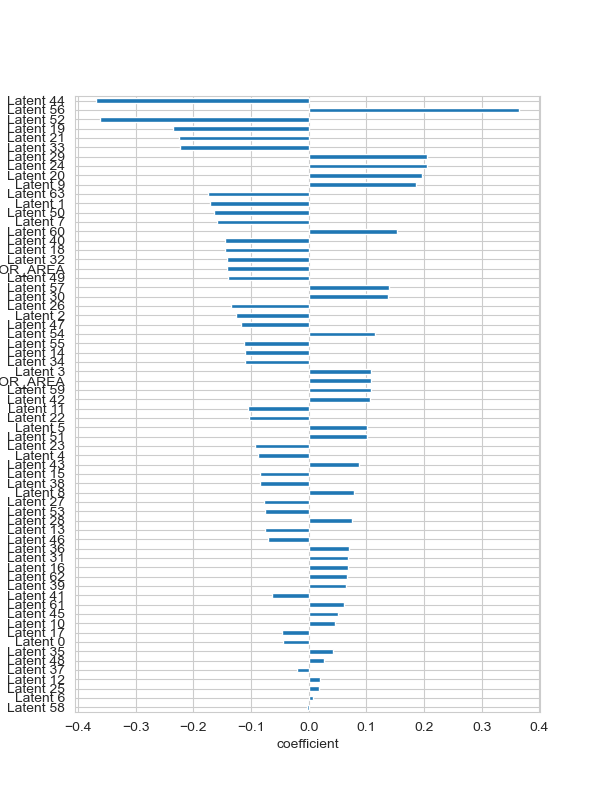 Latent 44
Latent 56
Latent 52
Latent 19
Latent 21
Latent 33
Latent 29
Latent 24
Latent 20
Latent 9
Latent 63
Latent 1
Latent 50
Latent 7
Latent 60
Latent 40
Latent 18
Latent 32
OR_AREA
Latent 49
Latent 57
Latent 30
Latent 26
Latent 2
Latent 47
Latent 54
Latent 55
Latent 14
Latent 34
Latent 3
OR_AREA
Latent 59
Latent 42
Latent 11
Latent 22
Latent 5
Latent 51
Latent 23
Latent 4
Latent 43
Latent 15
Latent 38
Latent 8
Latent 27
Latent 53
Latent 28
Latent 13
Latent 46
Latent 36
Latent 31
Latent 16
Latent 62
Latent 39
Latent 41
Latent 61
Latent 45
Latent 10
Latent 17
Latent 0
Latent 35
Latent 48
Latent 37
Latent 12
Latent 25
Latent 6
Latent 58
−0.4 −0.3 −0.2 −0.1 0.0 0.1 0.2 0.3 0.4
coefficient